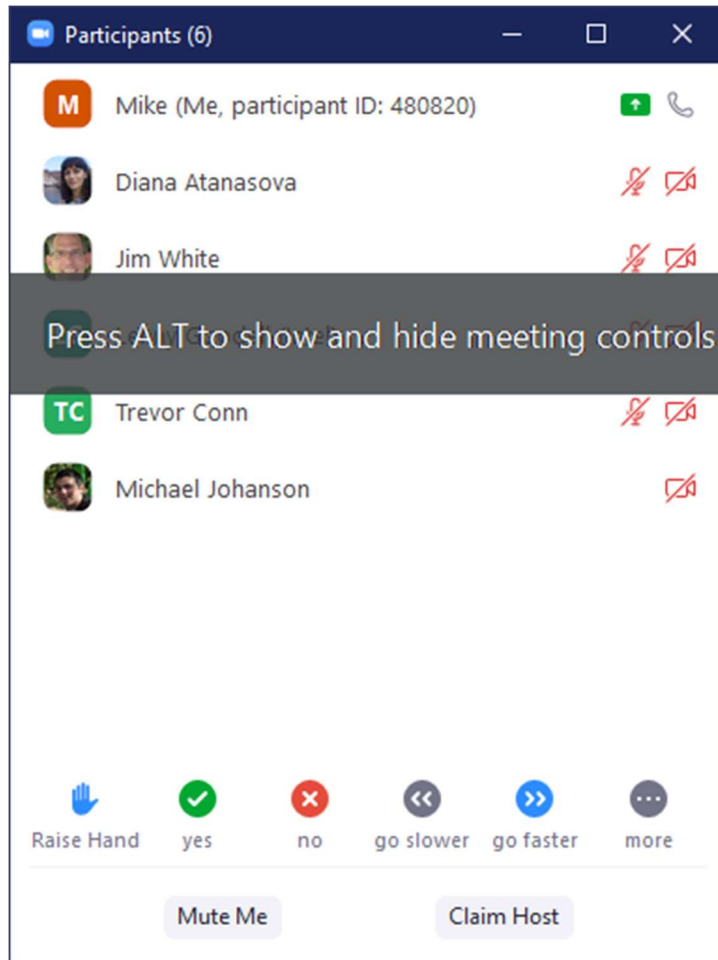 Participants (6)
M Mike (Me, participant ID: 480820)
Diana Atanasova
Jim White
Press ALT to show and hide meeting controls
TC Trevor Conn
Michael Johanson
Raise Hand yes no go slower go faster more
Mute Me Claim Host